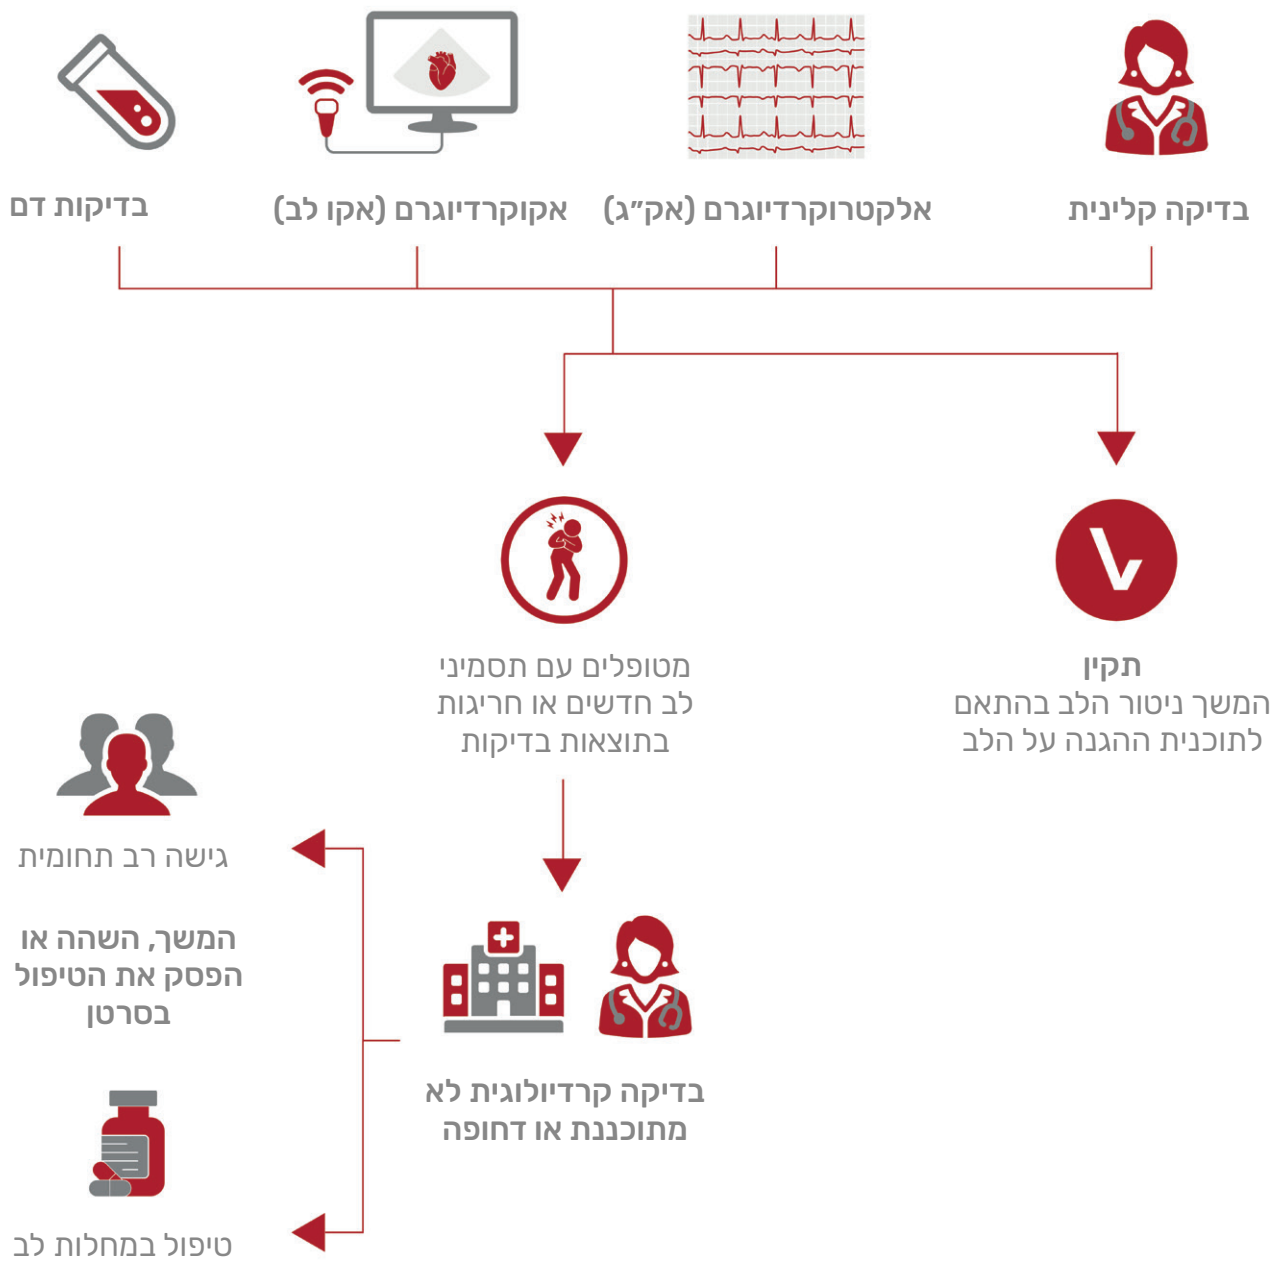 בדיקה קלינית
אלקטרוקרדיוגרם (אק״ג)
אקוקרדיוגרם (אקו לב)
בדיקות דם
תקין
המשך ניטור הלב בהתאם
לתוכנית ההגנה על הלב
מטופלים עם תסמיני
לב חדשים או חריגות
בתוצאות בדיקות
בדיקה קרדיולוגית לא
מתוכננת או דחופה
גישה רב תחומית
המשך, השהה או
הפסק את הטיפול
בסרטן
טיפול במחלות לב